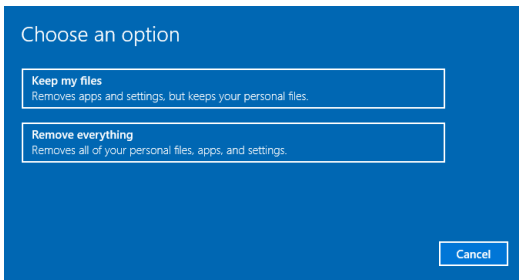 Choose an option
Keep my files
Removes apps and settings, but keeps your personal files.
Remove everything
Removes all of your personal files, apps, and settings.
Cancel